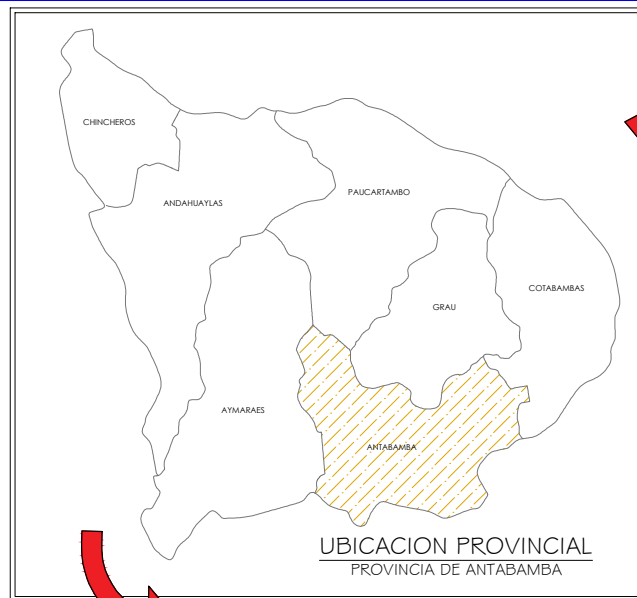 CHINCHEROS
ANDAHUAYLAS
PAUCARTAMBO
COTABAMBAS
GRAU
AYMARAES
ANTABAMBA
UBICACION PROVINCIAL
PROVINCIA DE ANTABAMBA